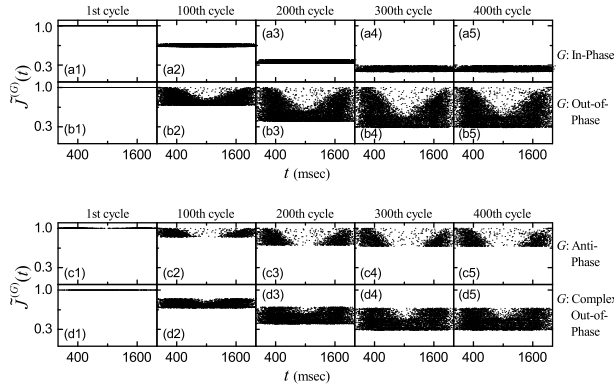 1st cycle 100th cycle 200th cycle 300th cycle 400th cycle
1.0 (a3) (a4) (a5)
G: In-Phase
0.3 (a1) (a2)
1.0
G: Out-of-
Phase
0.3
(b1) (b2) (b3) (b4) (b5)
J̃^(G)(t)
400 1600 400 1600 400 1600 400 1600 400 1600
t (msec)
1st cycle 100th cycle 200th cycle 300th cycle 400th cycle
1.0
G: Anti-
Phase
0.3
(c1) (c2) (c3) (c4) (c5)
J̃^(G)(t)
1.0 (d3) (d4) (d5)
G: Complex
Out-of-
Phase
0.3
(d1) (d2)
400 1600 400 1600 400 1600 400 1600 400 1600
t (msec)